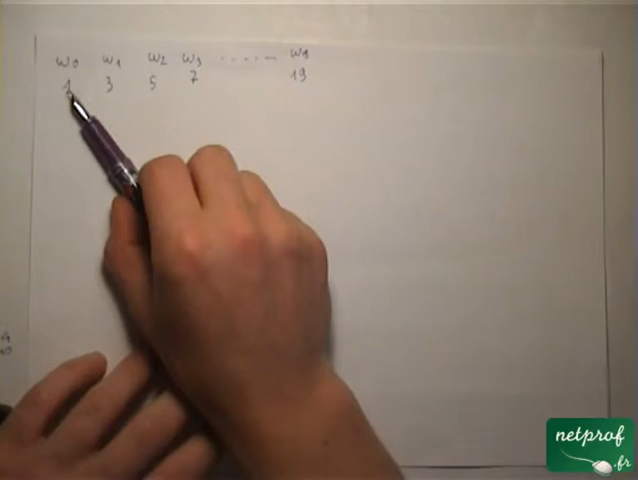 w₀ w₁ w₂ w₃ ------- w₉
1 3 5 7 19
netprof
.fr